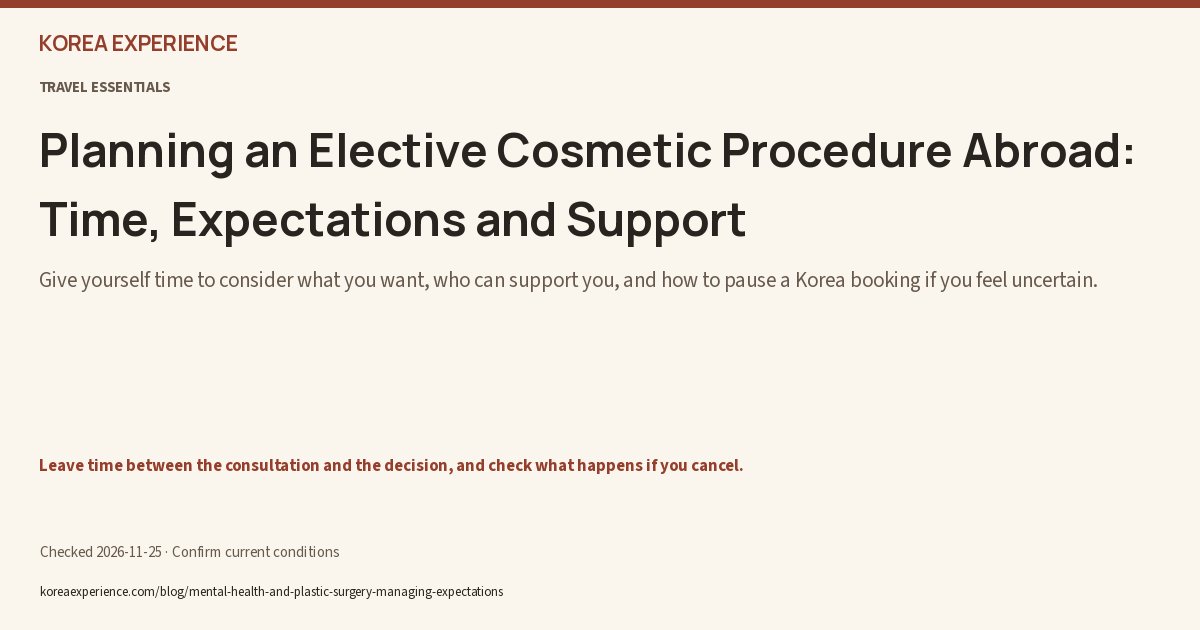 KOREA EXPERIENCE
TRAVEL ESSENTIALS
Planning an Elective Cosmetic Procedure Abroad:
Time, Expectations and Support
Give yourself time to consider what you want, who can support you, and how to pause a Korea booking if you feel uncertain.
Leave time between the consultation and the decision, and check what happens if you cancel.
Checked 2026-11-25 · Confirm current conditions
koreaexperience.com/blog/mental-health-and-plastic-surgery-managing-expectations